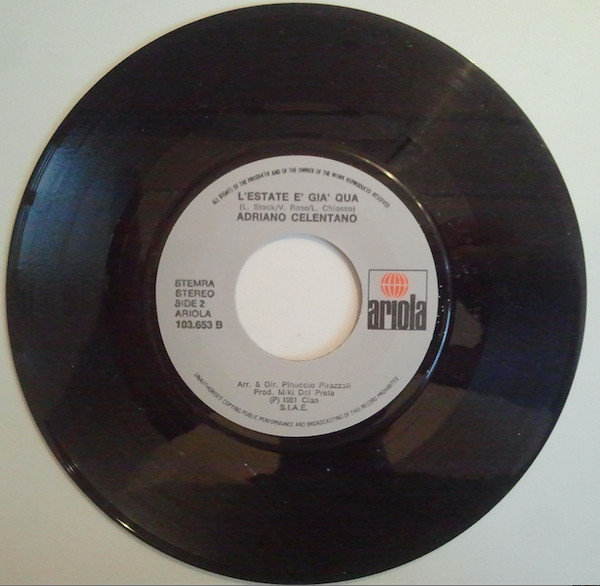 ALL RIGHTS OF THE PRODUCER AND OF THE OWNER OF THE WORK REPRODUCED RESERVED
L'ESTATE E' GIA' QUA
(L. Stock/V. Rose/L. Chiosso)
ADRIANO CELENTANO
STEMRA
STEREO
SIDE 2
ARIOLA
103.653 B
ariola
Arr. & Dir. Pinuccio Pirazzoli
Prod. Miki Del Prete
(P) 1981 Clan
S.I.A.E.
UNAUTHORISED COPYING PUBLIC PERFORMANCE AND BROADCASTING OF THIS RECORD PROHIBITED